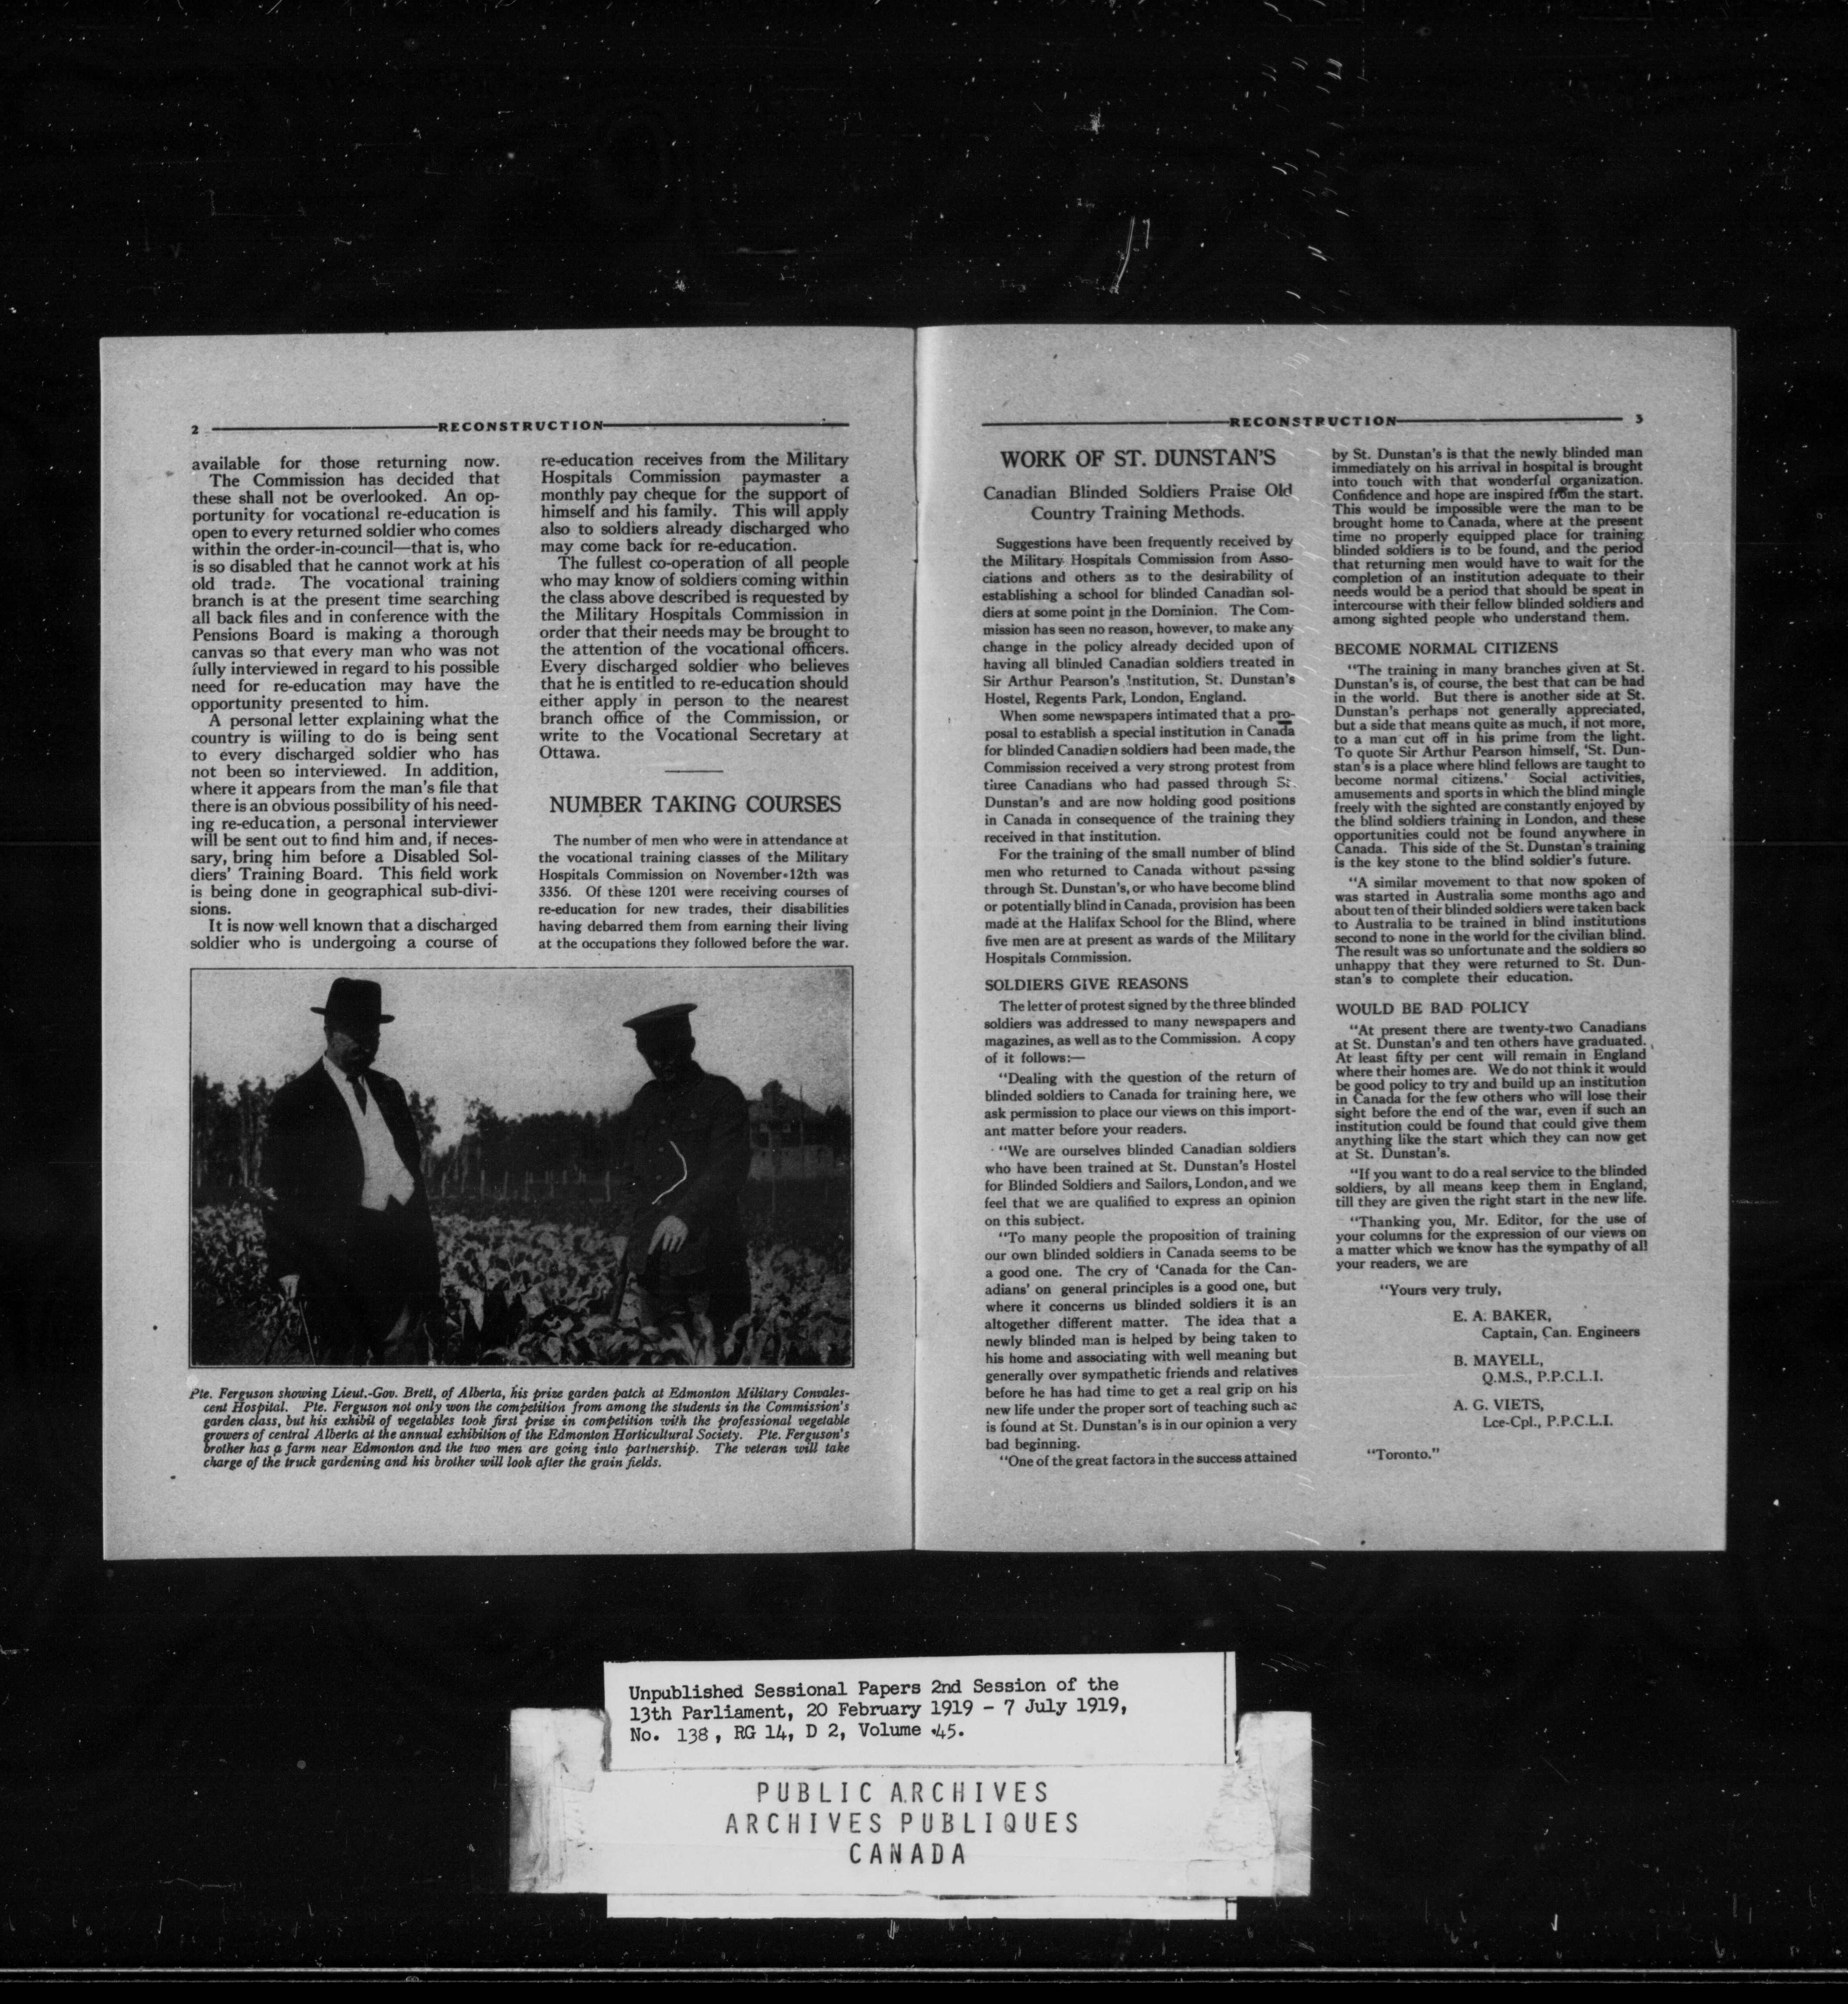 2 RECONSTRUCTION
available for those returning now.
The Commission has decided that
these shall not be overlooked. An op-
portunity for vocational re-education is
open to every returned soldier who comes
within the order-in-council—that is, who
is so disabled that he cannot work at his
old trade. The vocational training
branch is at the present time searching
all back files and in conference with the
Pensions Board is making a thorough
canvas so that every man who was not
fully interviewed in regard to his possible
need for re-education may have the
opportunity presented to him.
A personal letter explaining what the
country is wiiling to do is being sent
to every discharged soldier who has
not been so interviewed. In addition,
where it appears from the man's file that
there is an obvious possibility of his need-
ing re-education, a personal interviewer
will be sent out to find him and, if neces-
sary, bring him before a Disabled Sol-
diers' Training Board. This field work
is being done in geographical sub-divi-
sions.
It is now well known that a discharged
soldier who is undergoing a course of
re-education receives from the Military
Hospitals Commission paymaster a
monthly pay cheque for the support of
himself and his family. This will apply
also to soldiers already discharged who
may come back for re-education.
The fullest co-operation of all people
who may know of soldiers coming within
the class above described is requested by
the Military Hospitals Commission in
order that their needs may be brought to
the attention of the vocational officers.
Every discharged soldier who believes
that he is entitled to re-education should
either apply in person to the nearest
branch office of the Commission, or
write to the Vocational Secretary at
Ottawa.
NUMBER TAKING COURSES
The number of men who were in attendance at
the vocational training classes of the Military
Hospitals Commission on November 12th was
3356. Of these 1201 were receiving courses of
re-education for new trades, their disabilities
having debarred them from earning their living
at the occupations they followed before the war.
Pte. Ferguson showing Lieut.-Gov. Brett, of Alberta, his prize garden patch at Edmonton Military Convales-
cent Hospital. Pte. Ferguson not only won the competition from among the students in the Commission's
garden class, but his exhibit of vegetables took first prize in competition with the professional vegetable
growers of central Alberta at the annual exhibition of the Edmonton Horticultural Society. Pte. Ferguson's
brother has a farm near Edmonton and the two men are going into partnership. The veteran will take
charge of the truck gardening and his brother will look after the grain fields.
RECONSTRUCTION 3
WORK OF ST. DUNSTAN'S
Canadian Blinded Soldiers Praise Old
Country Training Methods.
Suggestions have been frequently received by
the Military Hospitals Commission from Asso-
ciations and others as to the desirability of
establishing a school for blinded Canadian sol-
diers at some point in the Dominion. The Com-
mission has seen no reason, however, to make any
change in the policy already decided upon of
having all blinded Canadian soldiers treated in
Sir Arthur Pearson's Institution, St. Dunstan's
Hostel, Regents Park, London, England.
When some newspapers intimated that a pro-
posal to establish a special institution in Canada
for blinded Canadian soldiers had been made, the
Commission received a very strong protest from
three Canadians who had passed through St.
Dunstan's and are now holding good positions
in Canada in consequence of the training they
received in that institution.
For the training of the small number of blind
men who returned to Canada without passing
through St. Dunstan's, or who have become blind
or potentially blind in Canada, provision has been
made at the Halifax School for the Blind, where
five men are at present as wards of the Military
Hospitals Commission.
SOLDIERS GIVE REASONS
The letter of protest signed by the three blinded
soldiers was addressed to many newspapers and
magazines, as well as to the Commission. A copy
of it follows:—
"Dealing with the question of the return of
blinded soldiers to Canada for training here, we
ask permission to place our views on this import-
ant matter before your readers.
"We are ourselves blinded Canadian soldiers
who have been trained at St. Dunstan's Hostel
for Blinded Soldiers and Sailors, London, and we
feel that we are qualified to express an opinion
on this subject.
"To many people the proposition of training
our own blinded soldiers in Canada seems to be
a good one. The cry of 'Canada for the Can-
adians' on general principles is a good one, but
where it concerns us blinded soldiers it is an
altogether different matter. The idea that a
newly blinded man is helped by being taken to
his home and associating with well meaning but
generally over sympathetic friends and relatives
before he has had time to get a real grip on his
new life under the proper sort of teaching such as
is found at St. Dunstan's is in our opinion a very
bad beginning.
"One of the great factors in the success attained
by St. Dunstan's is that the newly blinded man
immediately on his arrival in hospital is brought
into touch with that wonderful organization.
Confidence and hope are inspired from the start.
This would be impossible were the man to be
brought home to Canada, where at the present
time no properly equipped place for training
blinded soldiers is to be found, and the period
that returning men would have to wait for the
completion of an institution adequate to their
needs would be a period that should be spent in
intercourse with their fellow blinded soldiers and
among sighted people who understand them.
BECOME NORMAL CITIZENS
"The training in many branches given at St.
Dunstan's is, of course, the best that can be had
in the world. But there is another side at St.
Dunstan's perhaps not generally appreciated,
but a side that means quite as much, if not more,
to a man cut off in his prime from the light.
To quote Sir Arthur Pearson himself, 'St. Dun-
stan's is a place where blind fellows are taught to
become normal citizens.' Social activities,
amusements and sports in which the blind mingle
freely with the sighted are constantly enjoyed by
the blind soldiers training in London, and these
opportunities could not be found anywhere in
Canada. This side of the St. Dunstan's training
is the key stone to the blind soldier's future.
"A similar movement to that now spoken of
was started in Australia some months ago and
about ten of their blinded soldiers were taken back
to Australia to be trained in blind institutions
second to none in the world for the civilian blind.
The result was so unfortunate and the soldiers so
unhappy that they were returned to St. Dun-
stan's to complete their education.
WOULD BE BAD POLICY
"At present there are twenty-two Canadians
at St. Dunstan's and ten others have graduated.
At least fifty per cent will remain in England
where their homes are. We do not think it would
be good policy to try and build up an institution
in Canada for the few others who will lose their
sight before the end of the war, even if such an
institution could be found that could give them
anything like the start which they can now get
at St. Dunstan's.
"If you want to do a real service to the blinded
soldiers, by all means keep them in England,
till they are given the right start in the new life.
"Thanking you, Mr. Editor, for the use of
your columns for the expression of our views on
a matter which we know has the sympathy of all
your readers, we are
"Yours very truly,
E. A. BAKER,
Captain, Can. Engineers
B. MAYELL,
Q.M.S., P.P.C.L.I.
A. G. VIETS,
Lce-Cpl., P.P.C.L.I.
"Toronto."
Unpublished Sessional Papers 2nd Session of the
13th Parliament, 20 February 1919 - 7 July 1919,
No. 138, RG 14, D 2, Volume 45.
PUBLIC ARCHIVES
ARCHIVES PUBLIQUES
CANADA